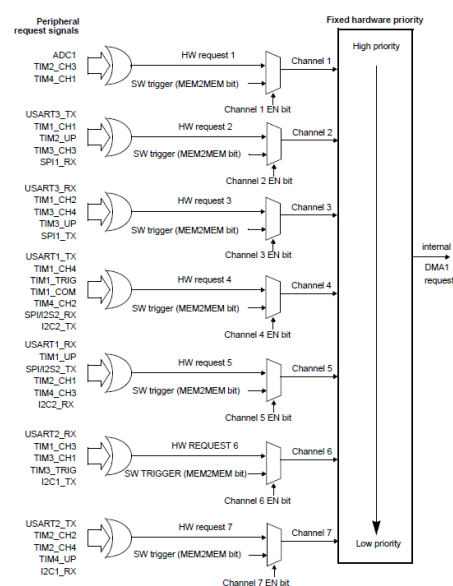 Peripheral
request signals
Fixed hardware priority
ADC1
TIM2_CH3
TIM4_CH1
HW request 1
SW trigger (MEM2MEM bit)
Channel 1
Channel 1 EN bit
High priority
USART3_TX
TIM1_CH1
TIM2_UP
TIM3_CH3
SPI1_RX
HW request 2
SW trigger (MEM2MEM bit)
Channel 2
Channel 2 EN bit
USART3_RX
TIM1_CH2
TIM3_CH4
TIM3_UP
SPI1_TX
HW request 3
SW trigger (MEM2MEM bit)
Channel 3
Channel 3 EN bit
internal
DMA1
request
USART1_TX
TIM1_CH4
TIM1_TRIG
TIM1_COM
TIM4_CH2
SPI/I2S2_RX
I2C2_TX
HW request 4
SW trigger (MEM2MEM bit)
Channel 4
Channel 4 EN bit
USART1_RX
TIM1_UP
SPI/I2S2_TX
TIM2_CH1
TIM4_CH3
I2C2_RX
HW request 5
SW trigger (MEM2MEM bit)
Channel 5
Channel 5 EN bit
USART2_RX
TIM1_CH3
TIM3_CH1
TIM3_TRIG
I2C1_TX
HW REQUEST 6
SW TRIGGER (MEM2MEM bit)
Channel 6
Channel 6 EN bit
USART2_TX
TIM2_CH2
TIM2_CH4
TIM4_UP
I2C1_RX
HW request 7
SW trigger (MEM2MEM bit)
Channel 7
Channel 7 EN bit
Low priority